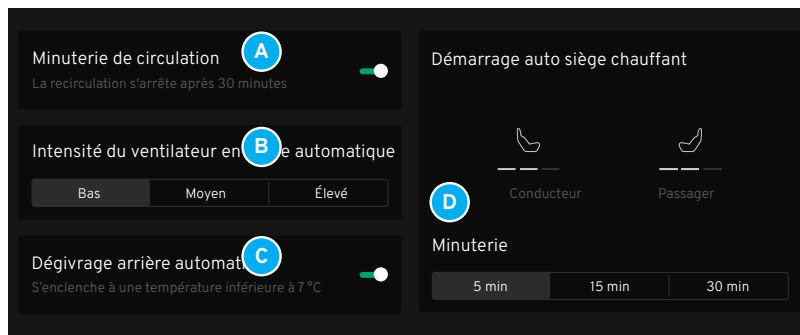 Minuterie de circulation
A
La recirculation s'arrête après 30 minutes
Intensité du ventilateur en
B
e automatique
Bas Moyen Élevé
Dégivrage arrière automati
C
S'enclenche à une température inférieure à 7 °C
Démarrage auto siège chauffant
Conducteur Passager
D
Minuterie
5 min 15 min 30 min